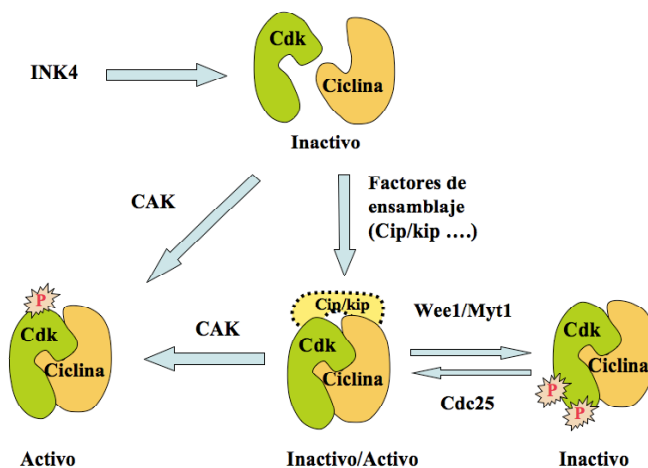 Cdk
INK4
Ciclina
Inactivo
CAK
Factores de
ensamblaje
(Cip/kip ....)
P
Cip/kip
Wee1/Myt1
Cdk
CAK
Cdk
Cdk
Ciclina
Ciclina
Ciclina
P
P
Cdc25
Activo
Inactivo/Activo
Inactivo